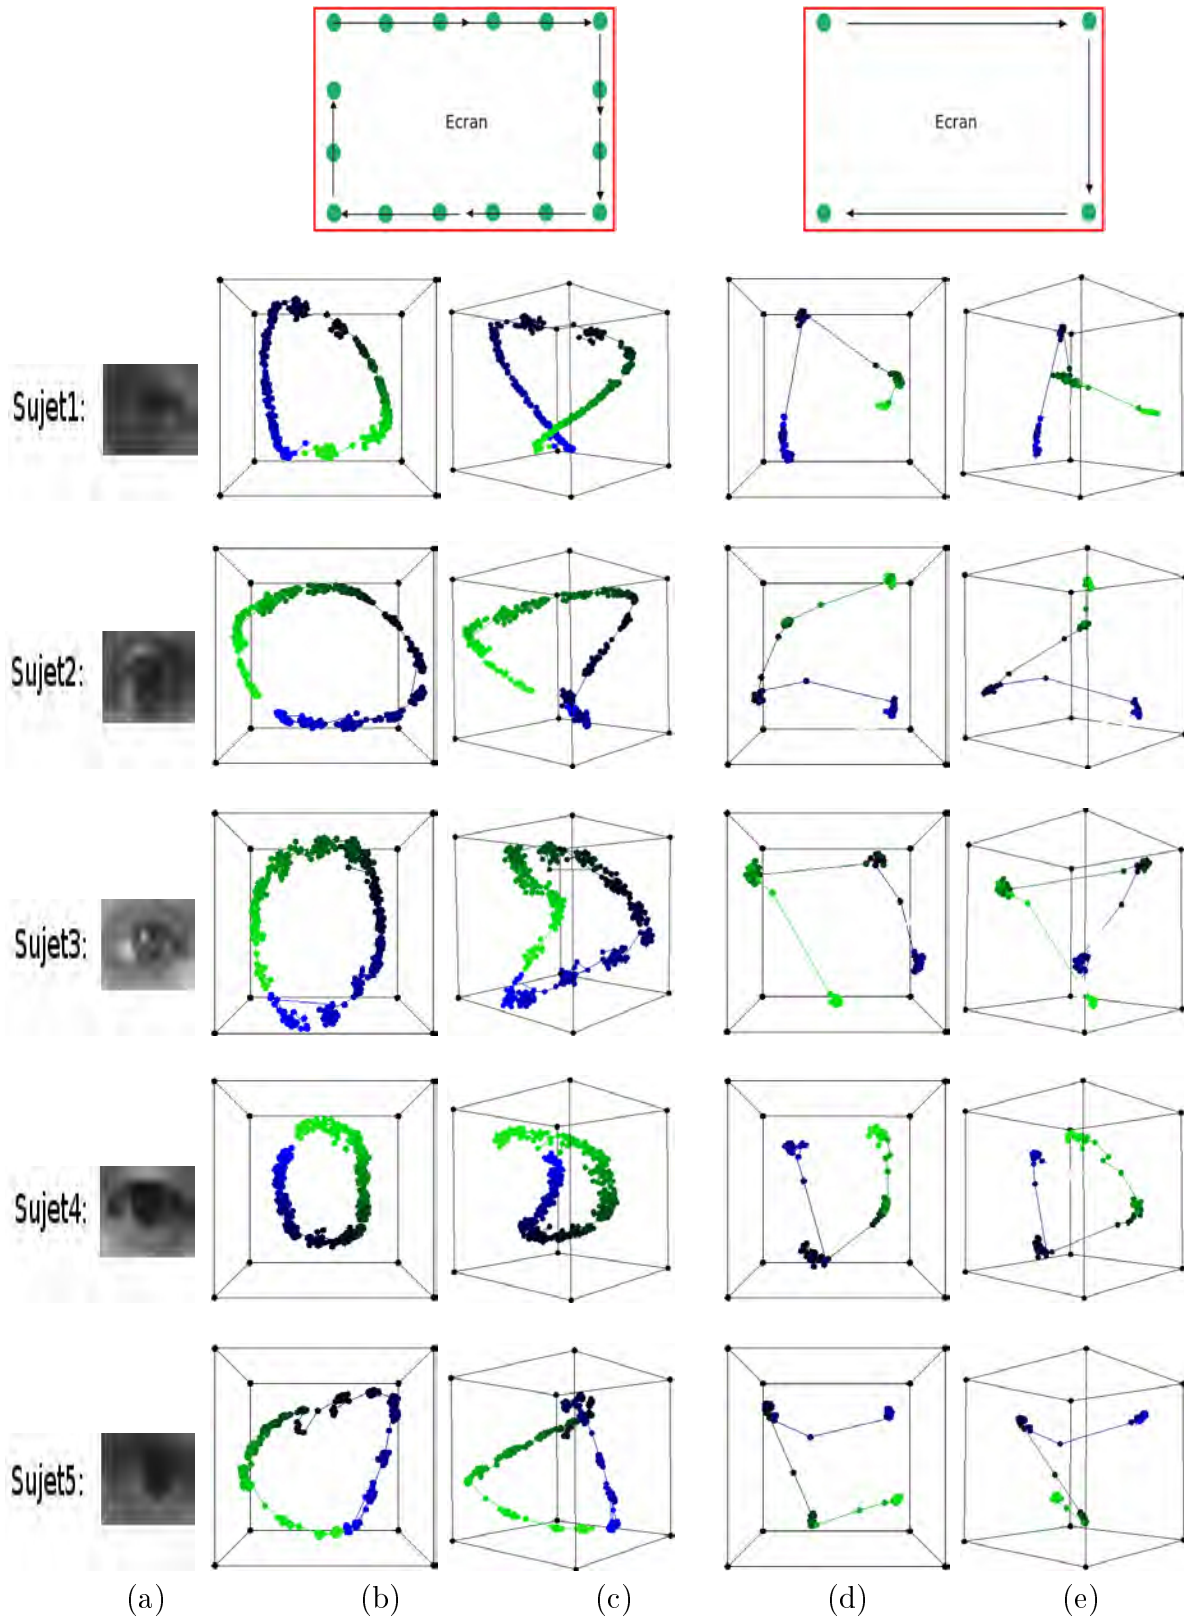 Ecran
Ecran
Sujet1:
Sujet2:
Sujet3:
Sujet4:
Sujet5:
(a) (b) (c) (d) (e)